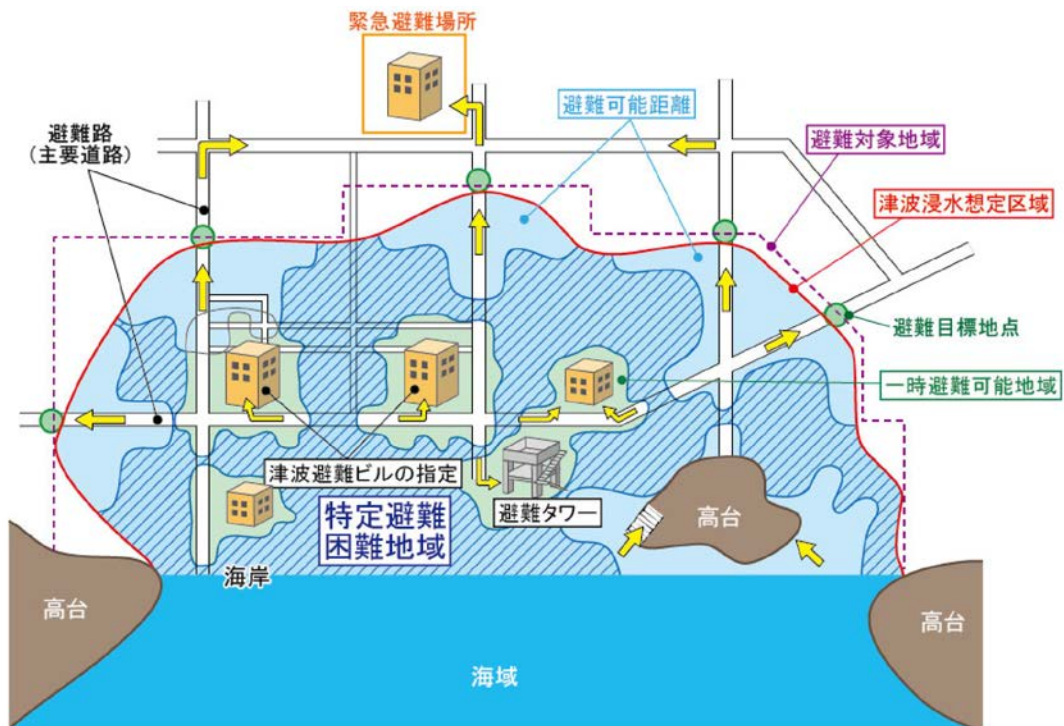 緊急避難場所
避難路
(主要道路)
避難可能距離
避難対象地域
津波浸水想定区域
避難目標地点
一時避難可能地域
津波避難ビルの指定
避難タワー
特定避難
困難地域
高台
海岸
高台
高台
海域